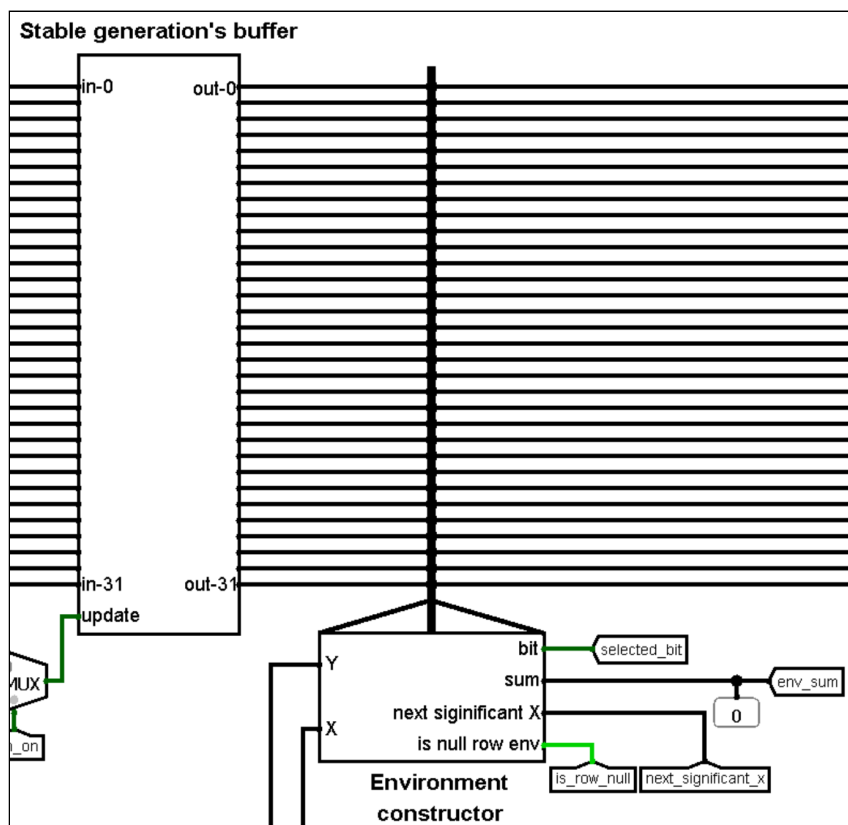 Stable generation's buffer
in-0
out-0
in-31
out-31
update
bit
selected_bit
Y
sum
env_sum
MUX
0
next siginificant X
X
n_on
is null row env
is_row_null
next_significant_x
Environment
constructor